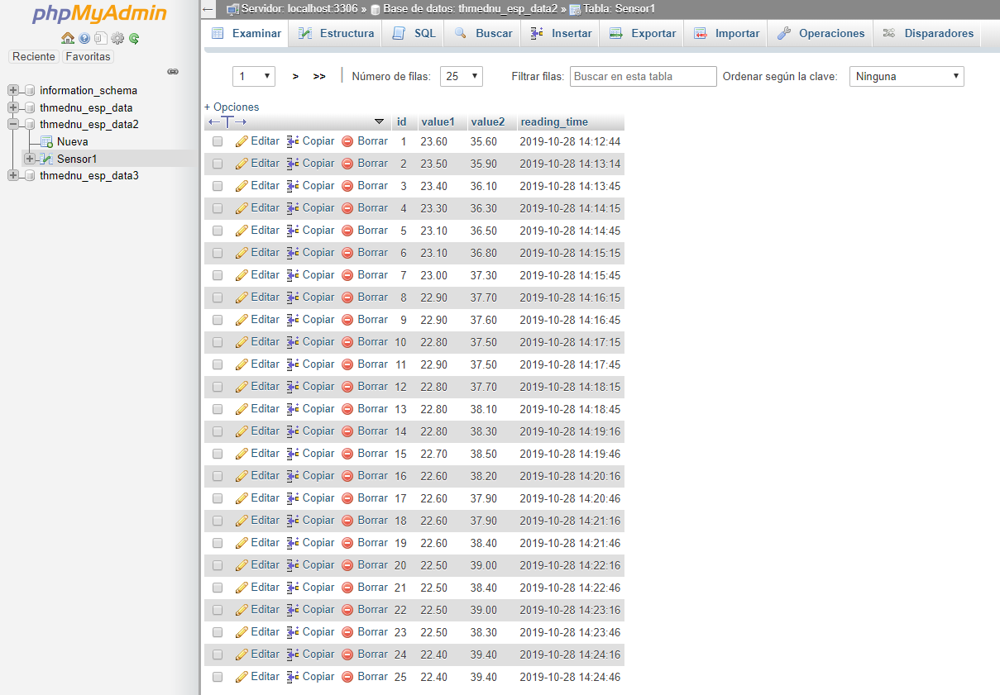 phpMyAdmin
Reciente Favoritas
information_schema
thmednu_esp_data
thmednu_esp_data2
Nueva
Sensor1
thmednu_esp_data3
Servidor: localhost:3306 » Base de datos: thmednu_esp_data2 » Tabla: Sensor1
Examinar Estructura SQL Buscar Insertar Exportar Importar Operaciones Disparadores
1 > >> Número de filas: 25 Filtrar filas: Buscar en esta tabla Ordenar según la clave: Ninguna
+ Opciones
←T→ id value1 value2 reading_time
Editar Copiar Borrar 1 23.60 35.60 2019-10-28 14:12:44
Editar Copiar Borrar 2 23.50 35.90 2019-10-28 14:13:14
Editar Copiar Borrar 3 23.40 36.10 2019-10-28 14:13:45
Editar Copiar Borrar 4 23.30 36.30 2019-10-28 14:14:15
Editar Copiar Borrar 5 23.10 36.50 2019-10-28 14:14:45
Editar Copiar Borrar 6 23.10 36.80 2019-10-28 14:15:15
Editar Copiar Borrar 7 23.00 37.30 2019-10-28 14:15:45
Editar Copiar Borrar 8 22.90 37.70 2019-10-28 14:16:15
Editar Copiar Borrar 9 22.90 37.60 2019-10-28 14:16:45
Editar Copiar Borrar 10 22.80 37.50 2019-10-28 14:17:15
Editar Copiar Borrar 11 22.90 37.50 2019-10-28 14:17:45
Editar Copiar Borrar 12 22.80 37.70 2019-10-28 14:18:15
Editar Copiar Borrar 13 22.80 38.10 2019-10-28 14:18:45
Editar Copiar Borrar 14 22.80 38.30 2019-10-28 14:19:16
Editar Copiar Borrar 15 22.70 38.50 2019-10-28 14:19:46
Editar Copiar Borrar 16 22.60 38.20 2019-10-28 14:20:16
Editar Copiar Borrar 17 22.60 37.90 2019-10-28 14:20:46
Editar Copiar Borrar 18 22.60 37.90 2019-10-28 14:21:16
Editar Copiar Borrar 19 22.60 38.40 2019-10-28 14:21:46
Editar Copiar Borrar 20 22.50 39.00 2019-10-28 14:22:16
Editar Copiar Borrar 21 22.50 38.40 2019-10-28 14:22:46
Editar Copiar Borrar 22 22.50 39.00 2019-10-28 14:23:16
Editar Copiar Borrar 23 22.50 38.30 2019-10-28 14:23:46
Editar Copiar Borrar 24 22.40 39.40 2019-10-28 14:24:16
Editar Copiar Borrar 25 22.40 39.40 2019-10-28 14:24:46